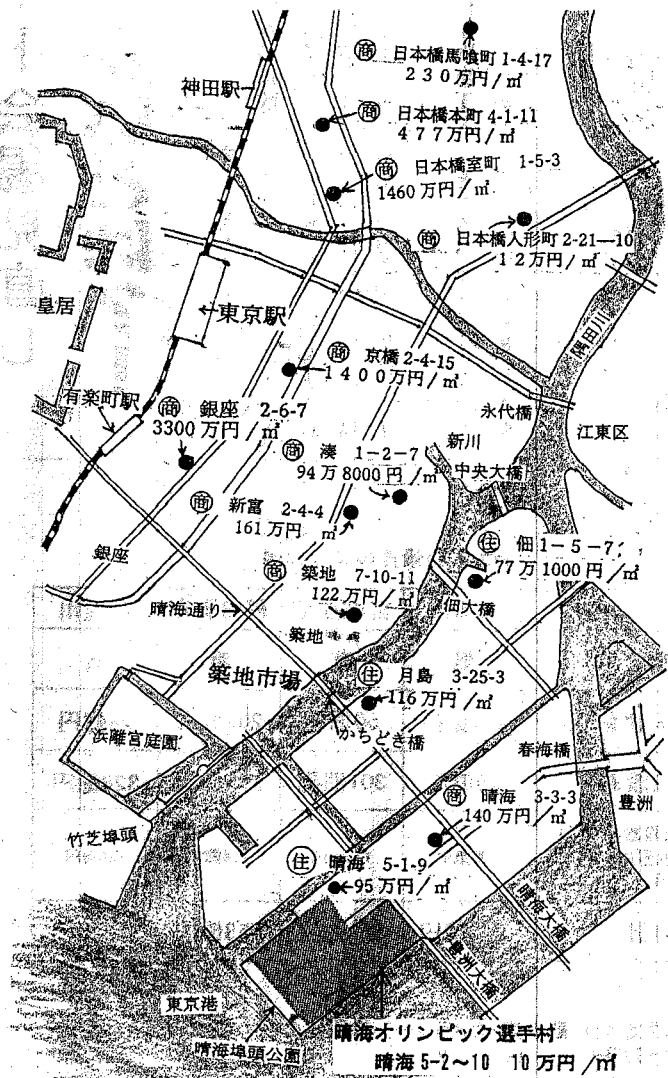 商 日本橋馬喰町 1-4-17
230万円/㎡
神田駅
商 日本橋本町 4-1-11
477万円/㎡
商 日本橋室町 1-5-3
1460万円/㎡
商 日本橋人形町 2-21―10
12万円/㎡
皇居
東京駅
隅田川
商 京橋 2-4-15
1400万円/㎡
有楽町駅
商 銀座 2-6-7
3300万円/㎡
永代橋
江東区
新川
中央大橋
商 湊 1-2-7
94万8000円/㎡
商 新富 2-4-4
161万円 ㎡
銀座
住 佃 1-5-7
77万1000円/㎡
商 築地 7-10-11
122万円/㎡
晴海通り
築地
佃大橋
築地市場
住 月島 3-25-3
116万円/㎡
浜離宮庭園
かちどき橋
春海橋
豊洲
商 晴海 3-3-3
140万円/㎡
竹芝埠頭
住 晴海 5-1-9
95万円/㎡
晴海大橋
豊洲大橋
東京港
晴海埠頭公園
晴海オリンピック選手村
晴海 5-2～10 10万円/㎡